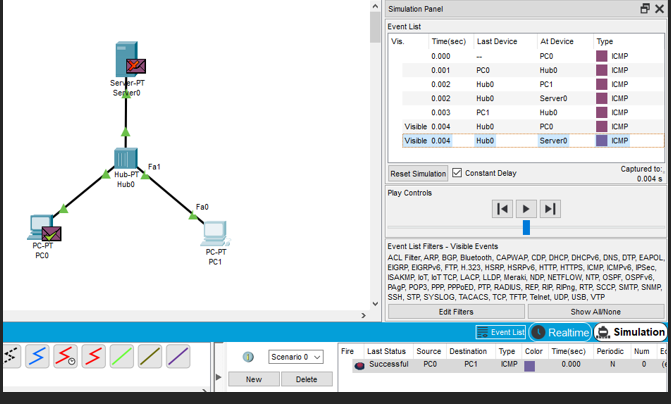 Simulation Panel
Event List
Vis. Time(sec) Last Device At Device Type
0.000 -- PC0 ICMP
0.001 PC0 Hub0 ICMP
0.002 Hub0 PC1 ICMP
0.002 Hub0 Server0 ICMP
0.003 PC1 Hub0 ICMP
Visible 0.004 Hub0 PC0 ICMP
Visible 0.004 Hub0 Server0 ICMP
Reset Simulation Constant Delay Captured to:
0.004 s
Play Controls
Event List Filters - Visible Events
ACL Filter, ARP, BGP, Bluetooth, CAPWAP, CDP, DHCP, DHCPv6, DNS, DTP, EAPOL,
EIGRP, EIGRPv6, FTP, H.323, HSRP, HSRPv6, HTTP, HTTPS, ICMP, ICMPv6, IPSec,
ISAKMP, IoT, IoT TCP, LACP, LLDP, Meraki, NDP, NETFLOW, NTP, OSPF, OSPFv6,
PAgP, POP3, PPP, PPPoED, PTP, RADIUS, REP, RIP, RIPng, RTP, SCCP, SMTP, SNMP,
SSH, STP, SYSLOG, TACACS, TCP, TFTP, Telnet, UDP, USB, VTP
Edit Filters Show All/None
Event List Realtime Simulation
Server-PT
Server0
Hub-PT
Hub0
Fa1
Fa0
PC-PT
PC0
PC-PT
PC1
Scenario 0
New Delete
Fire Last Status Source Destination Type Color Time(sec) Periodic Num
Successful PC0 PC1 ICMP 0.000 N 0